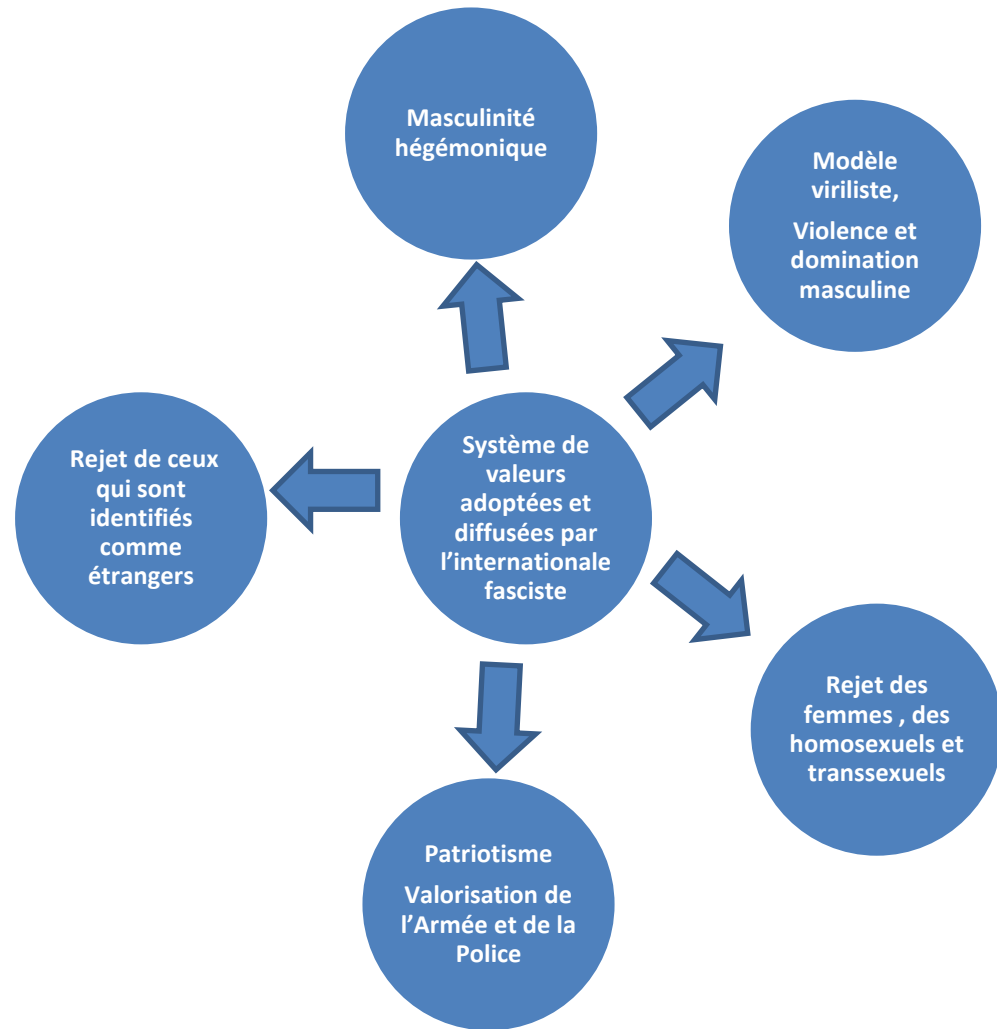 Masculinité
hégémonique
Modèle
viriliste,
Violence et
domination
masculine
Système de
valeurs
adoptées et
diffusées par
l’internationale
fasciste
Rejet de ceux
qui sont
identifiés
comme
étrangers
Rejet des
femmes , des
homosexuels et
transsexuels
Patriotisme
Valorisation de
l’Armée et de la
Police